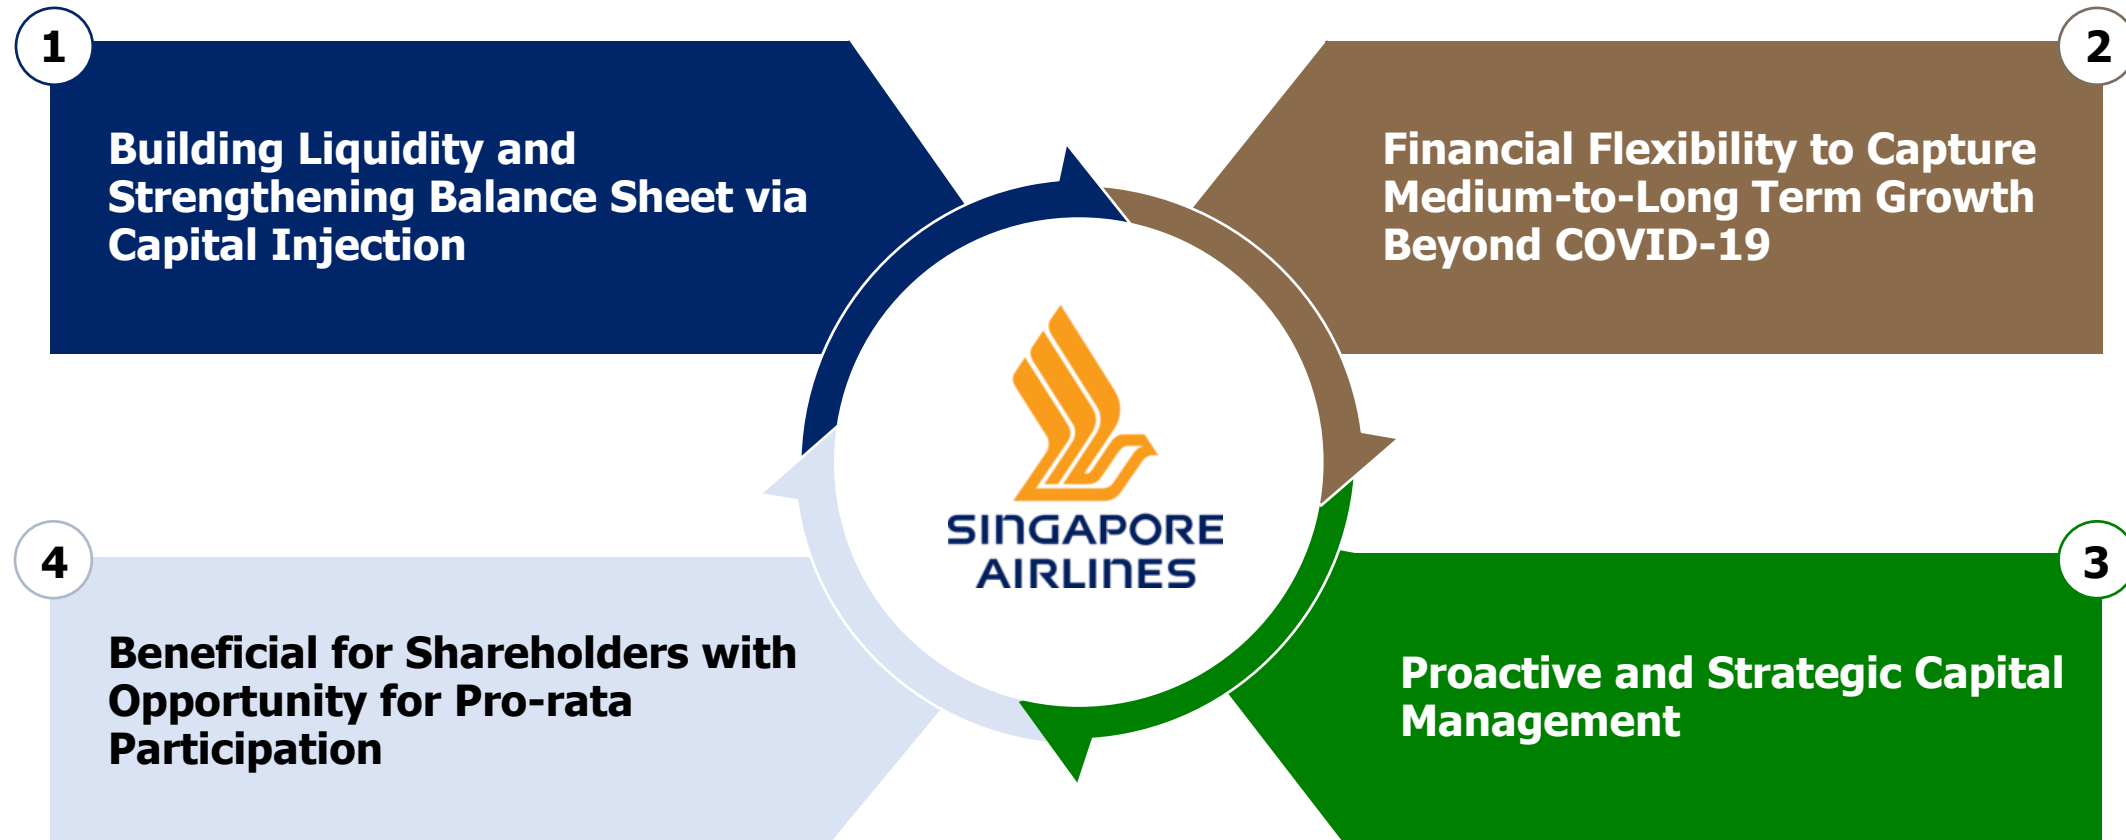 1
Building Liquidity and
Strengthening Balance Sheet via
Capital Injection
2
Financial Flexibility to Capture
Medium-to-Long Term Growth
Beyond COVID-19
SINGAPORE
AIRLINES
3
Proactive and Strategic Capital
Management
4
Beneficial for Shareholders with
Opportunity for Pro-rata
Participation